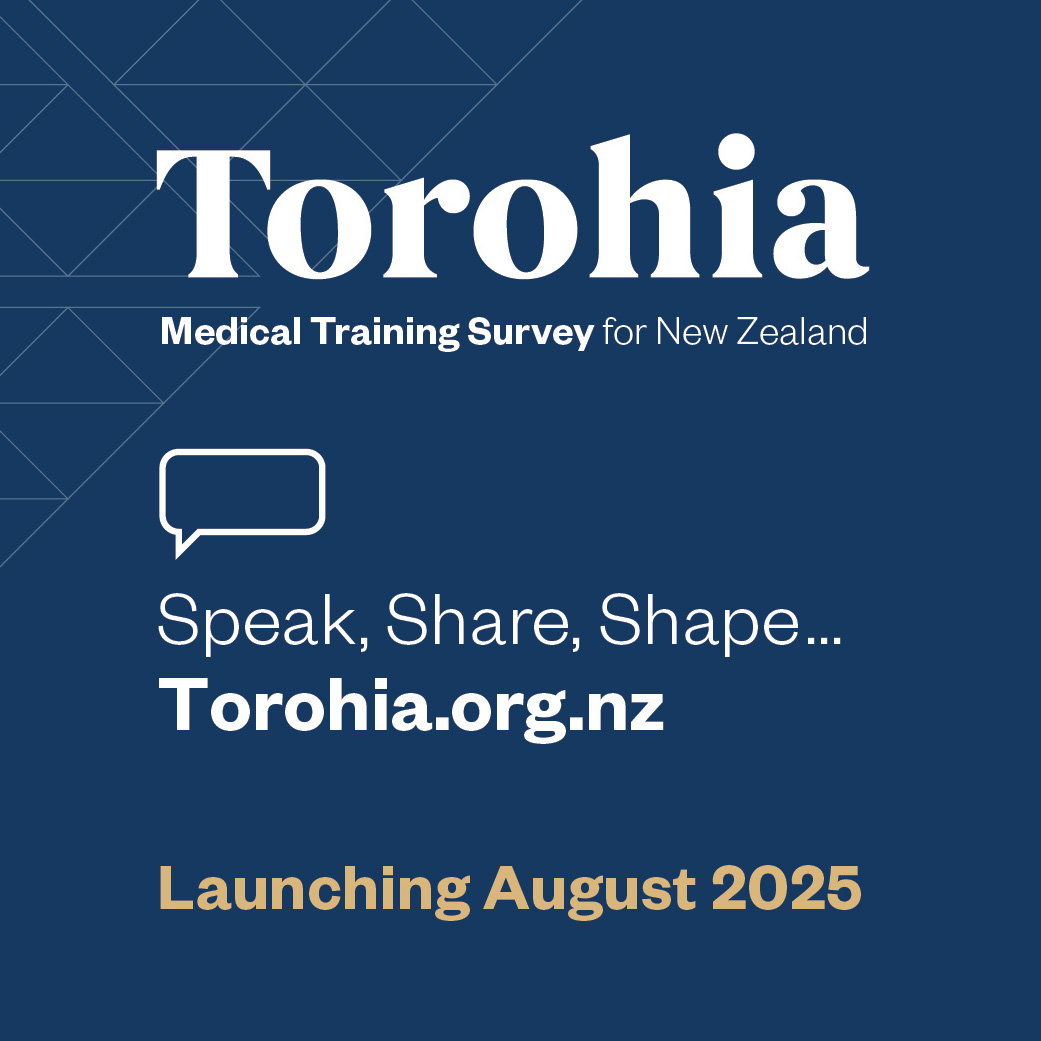 Torohia
Medical Training Survey for New Zealand
Speak, Share, Shape...
Torohia.org.nz
Launching August 2025